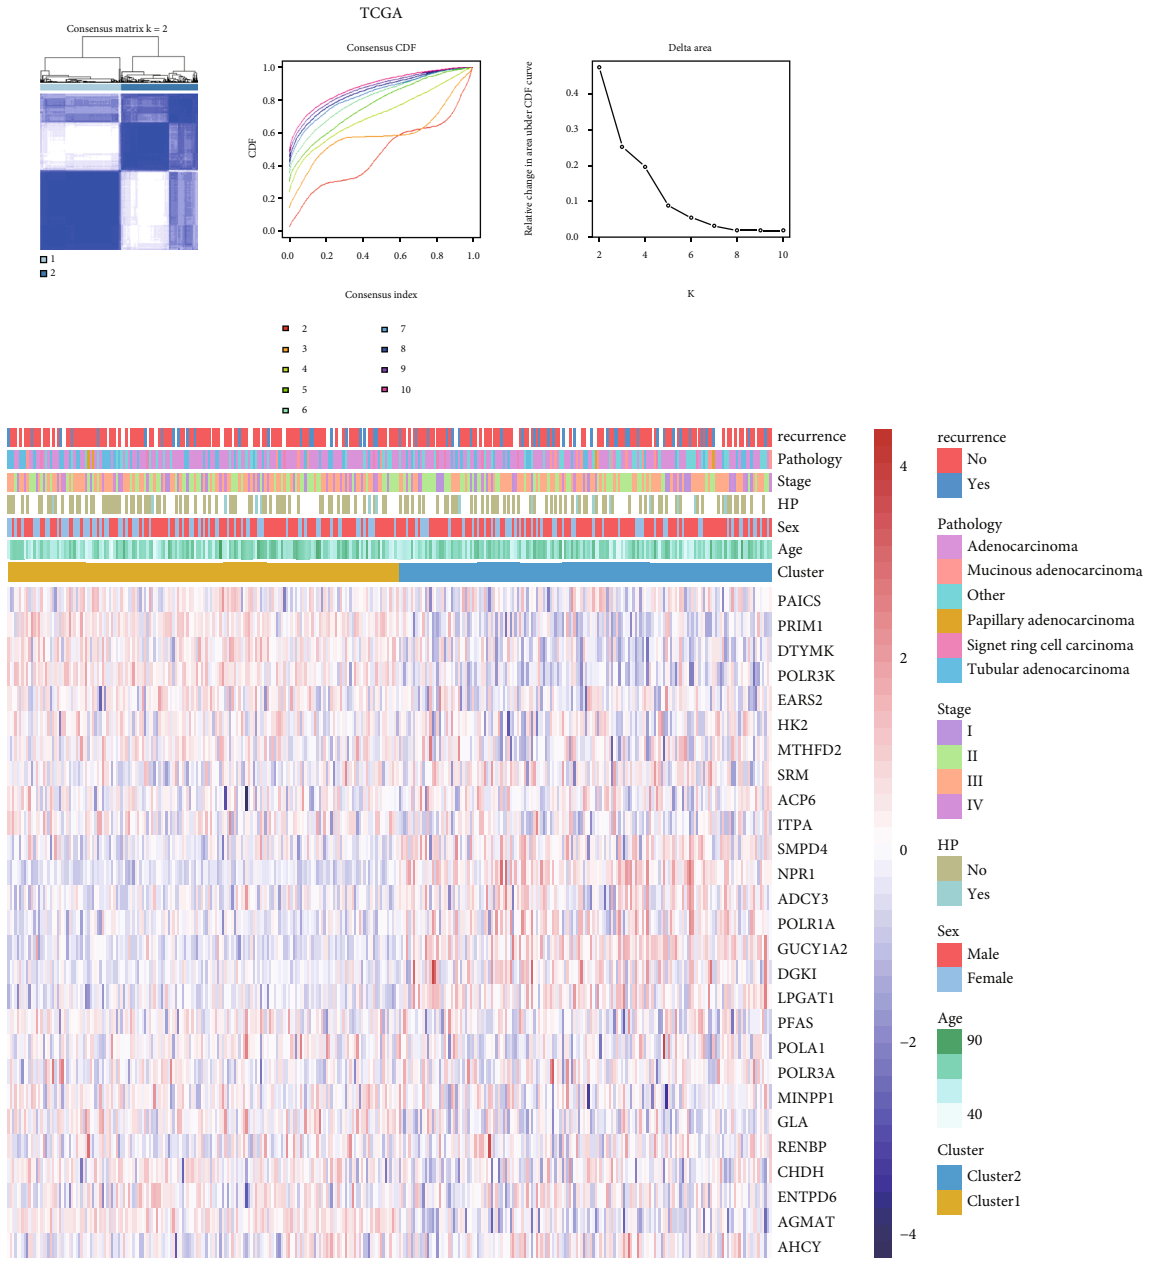 TCGA
Consensus matrix k = 2
1
2
Consensus CDF
CDF
1.0
0.8
0.6
0.4
0.2
0.0
0.0 0.2 0.4 0.6 0.8 1.0
Consensus index
2
3
4
5
6
7
8
9
10
Delta area
Relative change in area ubder CDF curve
0.4
0.3
0.2
0.1
0.0
2 4 6 8 10
K
recurrence
Pathology
Stage
HP
Sex
Age
Cluster
PAICS
PRIM1
DTYMK
POLR3K
EARS2
HK2
MTHFD2
SRM
ACP6
ITPA
SMPD4
NPR1
ADCY3
POLR1A
GUCY1A2
DGKI
LPGAT1
PFAS
POLA1
POLR3A
MINPP1
GLA
RENBP
CHDH
ENTPD6
AGMAT
AHCY
4
2
0
−2
−4
recurrence
No
Yes
Pathology
Adenocarcinoma
Mucinous adenocarcinoma
Other
Papillary adenocarcinoma
Signet ring cell carcinoma
Tubular adenocarcinoma
Stage
I
II
III
IV
HP
No
Yes
Sex
Male
Female
Age
90
40
Cluster
Cluster2
Cluster1